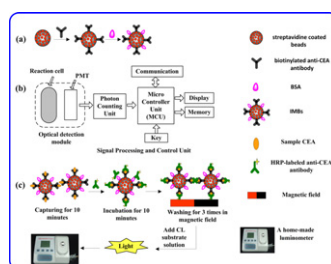 (a)
streptavidine coated
beads
biotinylated anti-CEA
antibody
BSA
IMBs
Sample CEA
HRP-labeled anti-CEA
antibody
Magnetic field
A home-made
luminometer
(b)
Reaction cell
PMT
Optical detection
module
Photon
Counting
Unit
Communication
Micro
Controller
Unit
(MCU)
Display
Memory
Key
Signal Processing and Control Unit
(c)
Capturing for 10
minutes
Incubation for 10
minutes
Washing for 3 times in
magnetic field
Add CL
substrate
solution
Light